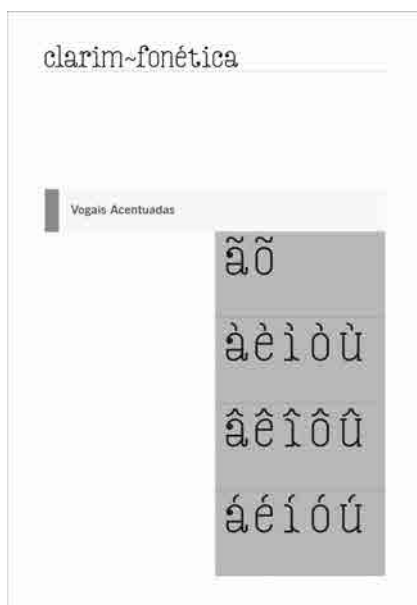 clarim~fonética
Vogais Acentuadas
ãõ
àèìòù
âêîôû
áéíóú